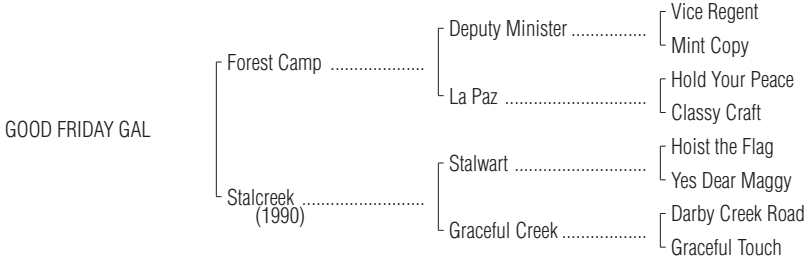 Vice Regent
Deputy Minister ................
Mint Copy
Forest Camp .....................
Hold Your Peace
La Paz ..............................
Classy Craft
GOOD FRIDAY GAL
Hoist the Flag
Stalwart ............................
Yes Dear Maggy
Stalcreek ...........................
(1990)
Darby Creek Road
Graceful Creek ..................
Graceful Touch